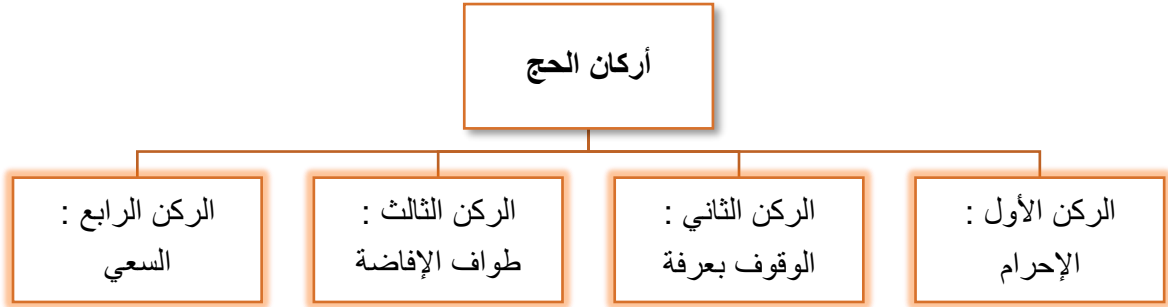 أركان الحج
الركن الأول :
الإحرام
الركن الثاني :
الوقوف بعرفة
الركن الثالث :
طواف الإفاضة
الركن الرابع :
السعي